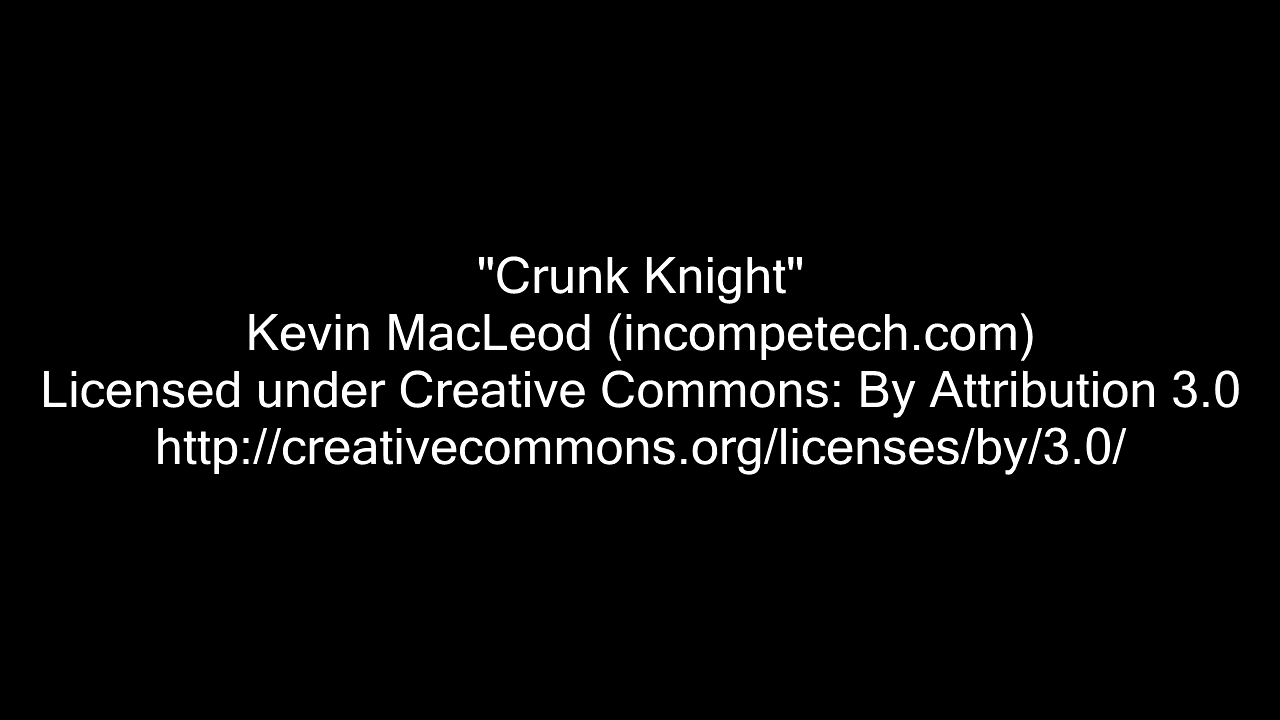 "Crunk Knight"
Kevin MacLeod (incompetech.com)
Licensed under Creative Commons: By Attribution 3.0
http://creativecommons.org/licenses/by/3.0/